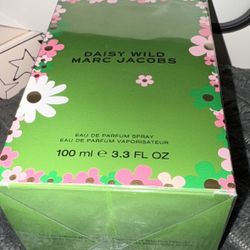 DAISY WILD
MARC JACOBS
EAU DE PARFUM SPRAY
EAU DE PARFUM VAPORISATEUR
100 ml ℮ 3.3 FL OZ